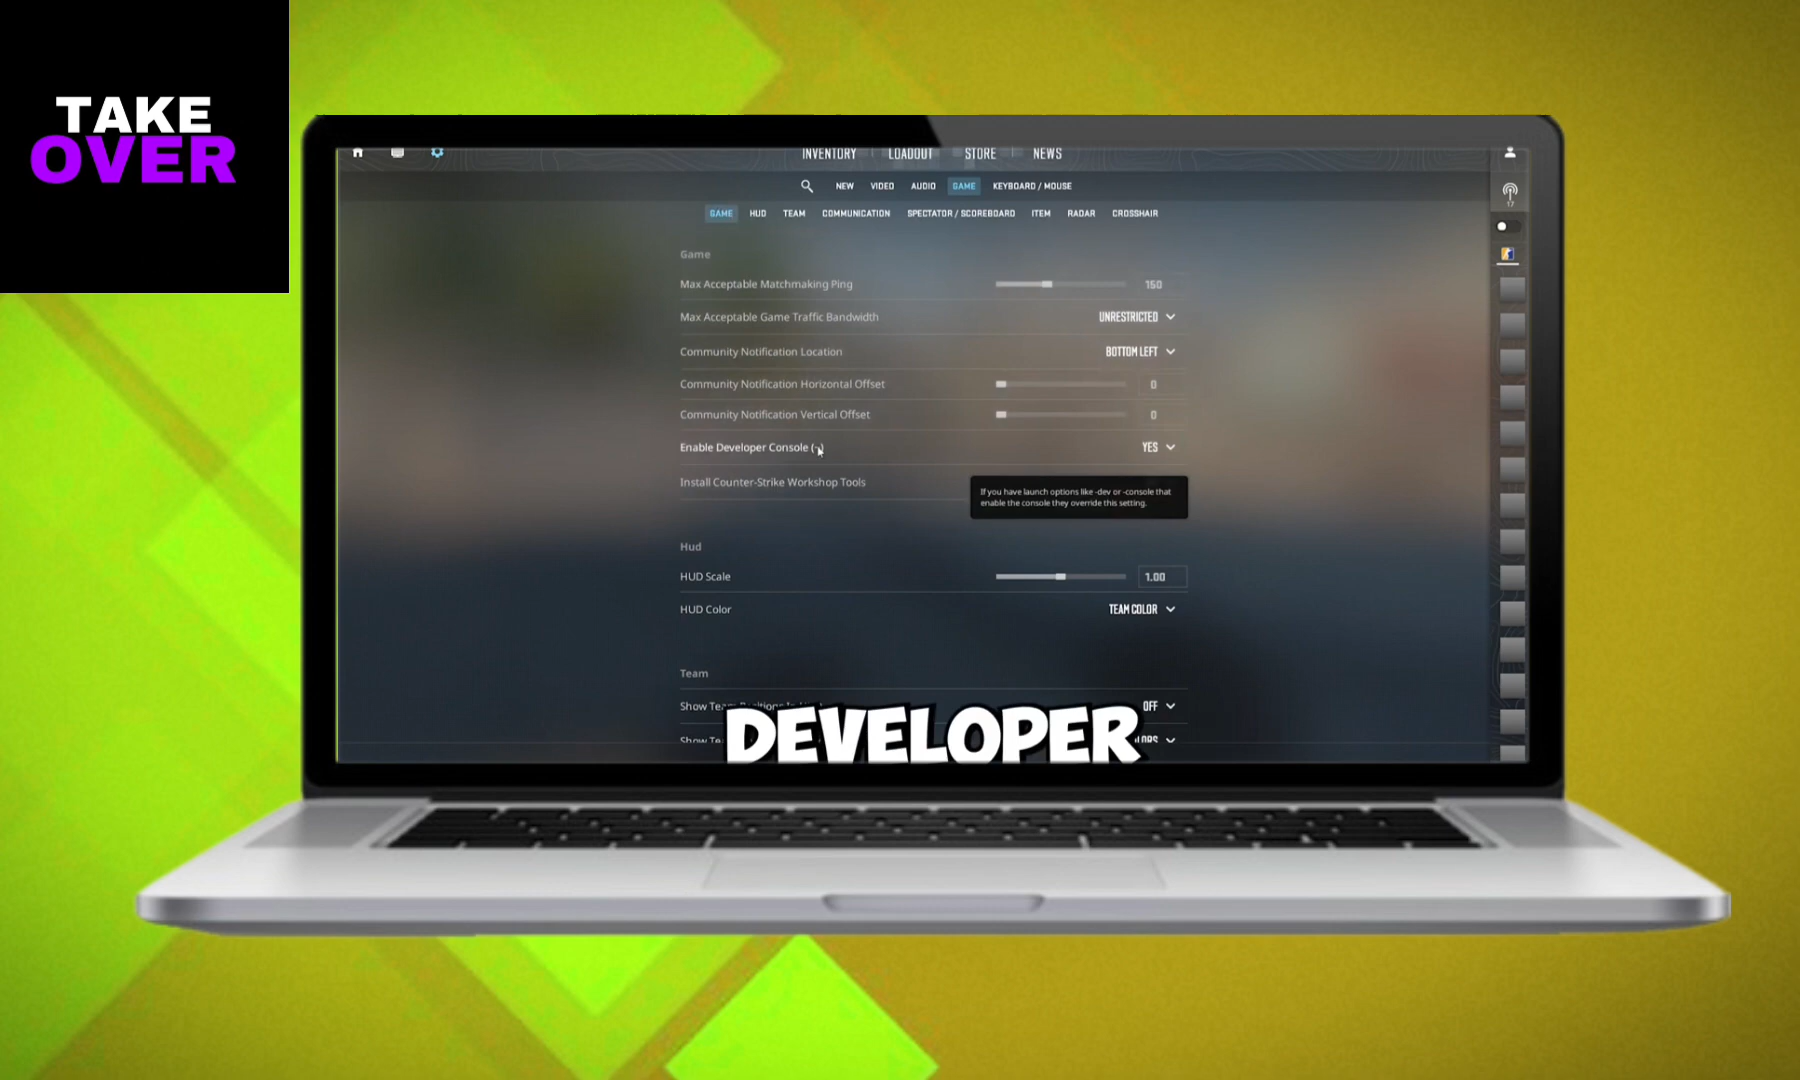 TAKE
OVER
INVENTORY LOADOUT STORE NEWS
NEW VIDEO AUDIO GAME KEYBOARD / MOUSE
GAME HUD TEAM COMMUNICATION SPECTATOR / SCOREBOARD ITEM RADAR CROSSHAIR
17
Game
Max Acceptable Matchmaking Ping 150
Max Acceptable Game Traffic Bandwidth UNRESTRICTED
Community Notification Location BOTTOM LEFT
Community Notification Horizontal Offset 0
Community Notification Vertical Offset 0
Enable Developer Console (~) YES
Install Counter-Strike Workshop Tools
If you have launch options like -dev or -console that
enable the console they override this setting.
Hud
HUD Scale 1.00
HUD Color TEAM COLOR
Team
Show OFF
Show
DEVELOPER